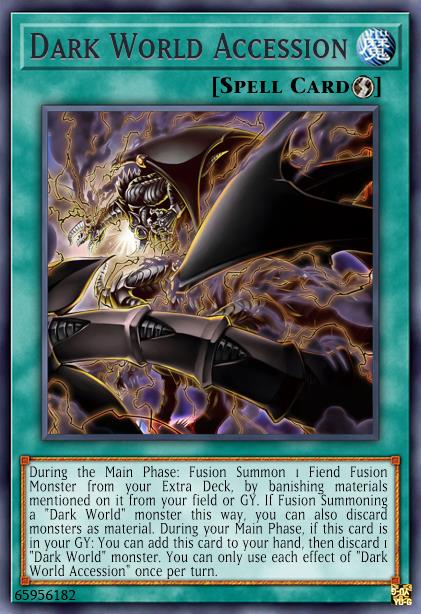 DARK WORLD ACCESSION 魔
[SPELL CARD]
During the Main Phase: Fusion Summon 1 Fiend Fusion
Monster from your Extra Deck, by banishing materials
mentioned on it from your field or GY. If Fusion Summoning
a "Dark World" monster this way, you can also discard
monsters as material. During your Main Phase, if this card is
in your GY: You can add this card to your hand, then discard 1
"Dark World" monster. You can only use each effect of "Dark
World Accession" once per turn.
65956182